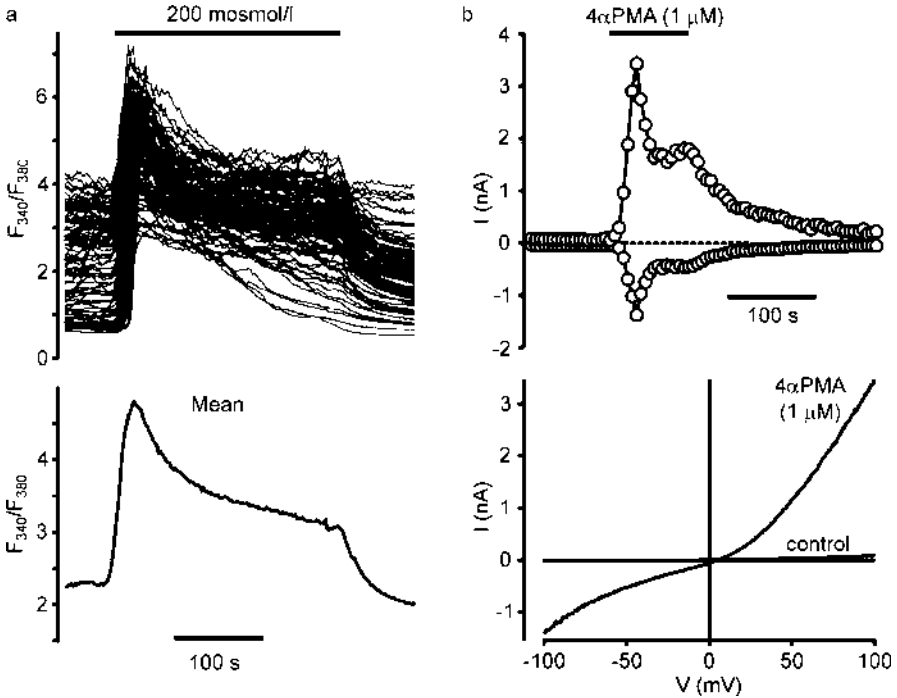 a
200 mosmol/l
F340/F380
6
4
2
0
Mean
F340/F380
4
3
2
100 s
b
4αPMA (1 μM)
I (nA)
4
3
2
1
0
-1
-2
100 s
4αPMA
(1 μM)
I (nA)
3
2
1
0
-1
control
-100 -50 0 50 100
V (mV)